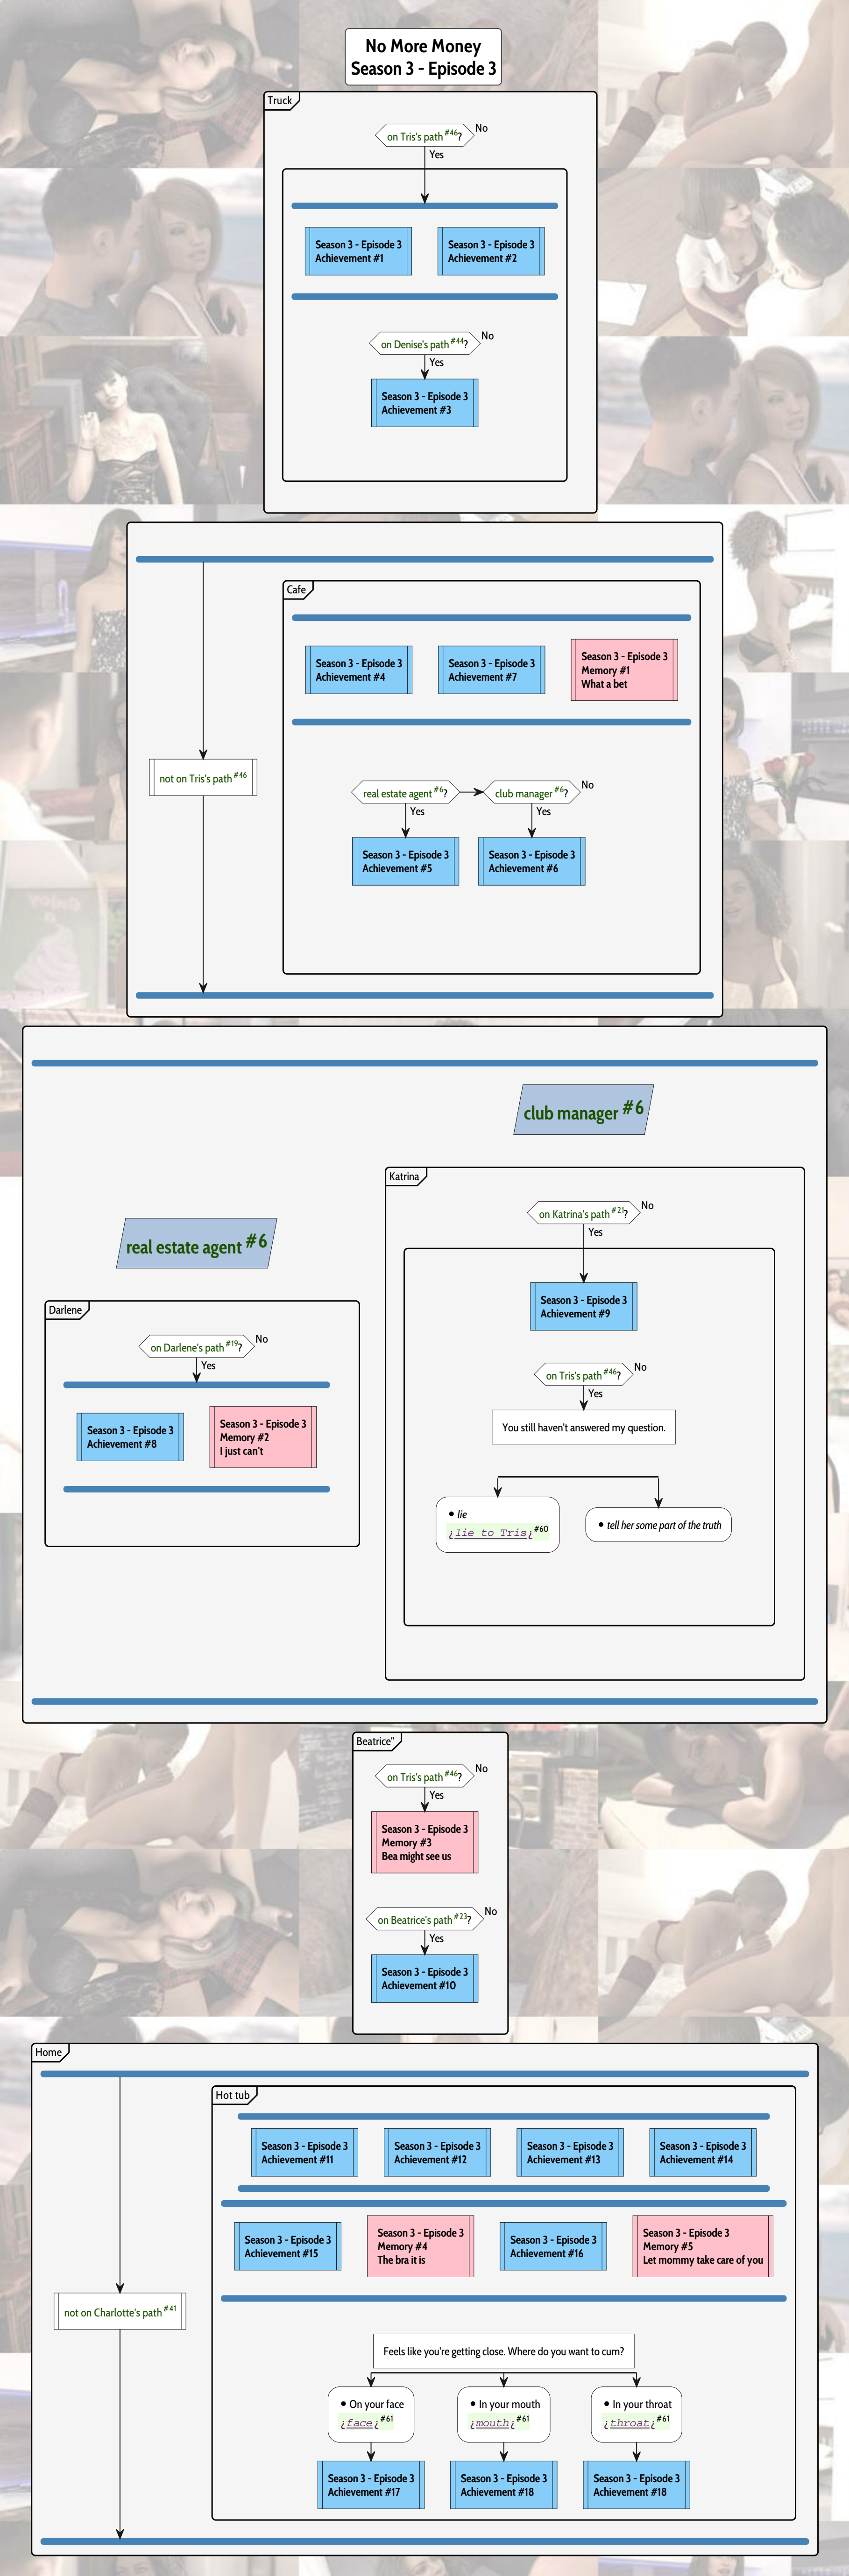 No More Money
Season 3 - Episode 3
Truck
on Tris's path #46?
No
Yes
Season 3 - Episode 3
Achievement #1
Season 3 - Episode 3
Achievement #2
on Denise's path #44?
No
Yes
Season 3 - Episode 3
Achievement #3
Cafe
Season 3 - Episode 3
Achievement #4
Season 3 - Episode 3
Achievement #7
Season 3 - Episode 3
Memory #1
What a bet
not on Tris's path #46
real estate agent #6?
Yes
club manager #6?
No
Yes
Season 3 - Episode 3
Achievement #5
Season 3 - Episode 3
Achievement #6
real estate agent #6
Darlene
on Darlene's path #19?
No
Yes
Season 3 - Episode 3
Achievement #8
Season 3 - Episode 3
Memory #2
I just can't
club manager #6
Katrina
on Katrina's path #21?
No
Yes
Season 3 - Episode 3
Achievement #9
on Tris's path #46?
No
Yes
You still haven't answered my question.
• lie
¿lie to Tris¿ #60
• tell her some part of the truth
Beatrice"
on Tris's path #46?
No
Yes
Season 3 - Episode 3
Memory #3
Bea might see us
on Beatrice's path #23?
No
Yes
Season 3 - Episode 3
Achievement #10
Home
not on Charlotte's path #41
Hot tub
Season 3 - Episode 3
Achievement #11
Season 3 - Episode 3
Achievement #12
Season 3 - Episode 3
Achievement #13
Season 3 - Episode 3
Achievement #14
Season 3 - Episode 3
Achievement #15
Season 3 - Episode 3
Memory #4
The bra it is
Season 3 - Episode 3
Achievement #16
Season 3 - Episode 3
Memory #5
Let mommy take care of you
Feels like you're getting close. Where do you want to cum?
• On your face
¿face¿ #61
• In your mouth
¿mouth¿ #61
• In your throat
¿throat¿ #61
Season 3 - Episode 3
Achievement #17
Season 3 - Episode 3
Achievement #18
Season 3 - Episode 3
Achievement #18